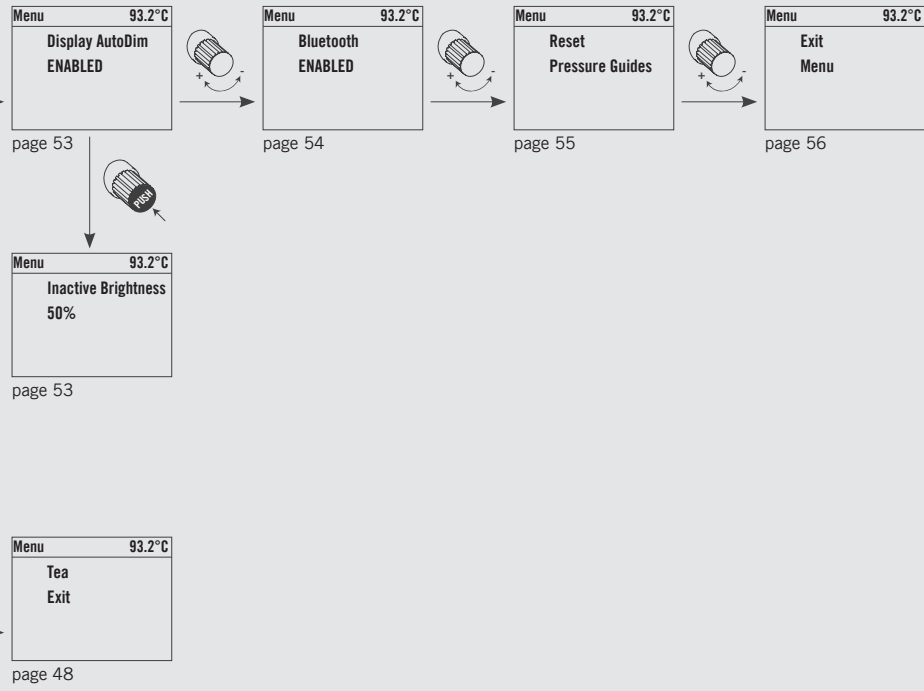 Menu 93.2°C
Display AutoDim
ENABLED
page 53
+ -
Menu 93.2°C
Bluetooth
ENABLED
page 54
+ -
Menu 93.2°C
Reset
Pressure Guides
page 55
+ -
Menu 93.2°C
Exit
Menu
page 56
PUSH
Menu 93.2°C
Inactive Brightness
50%
page 53
Menu 93.2°C
Tea
Exit
page 48